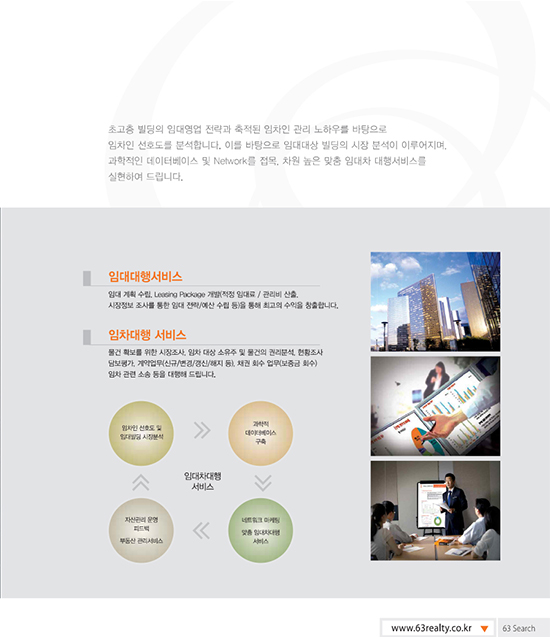 초고층 빌딩의 임대영업 전략과 축적된 임차인 관리 노하우를 바탕으로
임차인 선호도를 분석합니다. 이를 바탕으로 임대대상 빌딩의 시장 분석이 이루어지며,
과학적인 데이터베이스 및 Network를 접목, 차원 높은 맞춤 임대차 대행서비스를
실현하여 드립니다.
임대대행서비스
임대 계획 수립, Leasing Package 개발(적정 임대료 / 관리비 산출,
시장정보 조사를 통한 임대 전략/예산 수립 등)을 통해 최고의 수익을 창출합니다.
임차대행 서비스
물건 확보를 위한 시장조사, 임차 대상 소유주 및 물건의 권리분석, 현황조사
담보평가, 계약업무(신규/변경/갱신/해지 등), 채권 회수 업무(보증금 회수)
임차 관련 소송 등을 대행해 드립니다.
임차인 선호도 및
임대빌딩 시장분석
과학적
데이터베이스
구축
임대차대행
서비스
자산관리 운영
피드백
부동산 관리서비스
네트워크 마케팅
맞춤 임대차대행
서비스
www.63realty.co.kr
63 Search